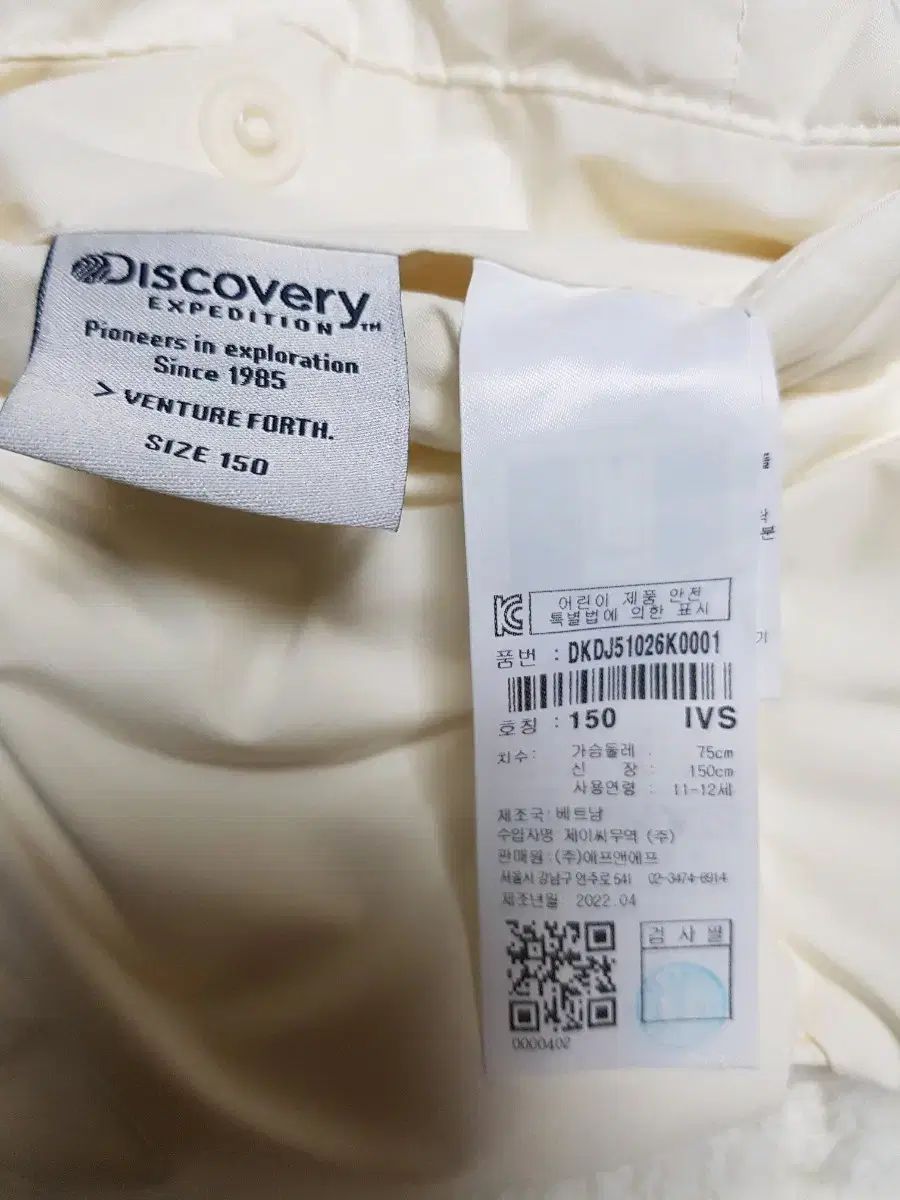 DISCOVERY
EXPEDITION™
Pioneers in exploration
Since 1985
> VENTURE FORTH.
SIZE 150
KC
어린이 제품 안전
특별법에 의한 표시
품번 : DKDJ51026K0001
호칭 : 150 IVS
치수: 가슴둘레 : 75cm
신 장 : 150cm
사용연령 : 11-12세
제조국: 베트남
수입자명 제이씨무역 (주)
판매원 : (주)에프앤에프
서울시 강남구 언주로 541 02-3474-6914
제조년월 2022.04
검사필
0000402